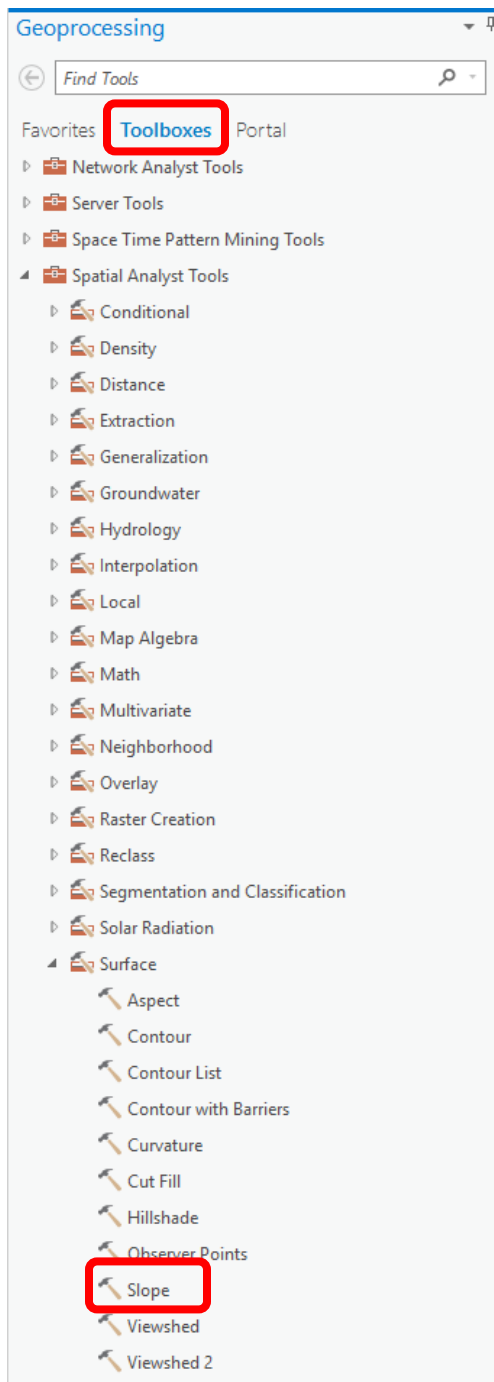 Geoprocessing
Find Tools
Favorites Toolboxes Portal
Network Analyst Tools
Server Tools
Space Time Pattern Mining Tools
Spatial Analyst Tools
Conditional
Density
Distance
Extraction
Generalization
Groundwater
Hydrology
Interpolation
Local
Map Algebra
Math
Multivariate
Neighborhood
Overlay
Raster Creation
Reclass
Segmentation and Classification
Solar Radiation
Surface
Aspect
Contour
Contour List
Contour with Barriers
Curvature
Cut Fill
Hillshade
Observer Points
Slope
Viewshed
Viewshed 2